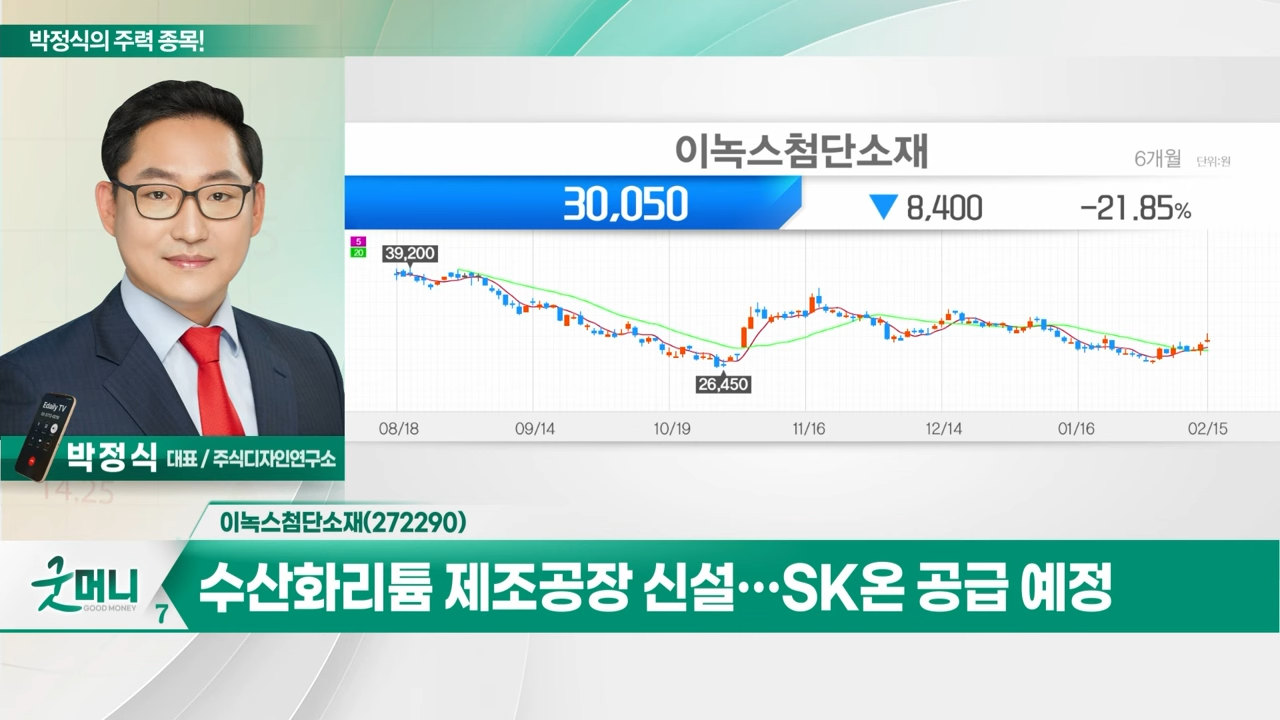 박정식의 주력 종목!
이녹스첨단소재
6개월 단위:원
30,050 ▼ 8,400 -21.85%
5
20
39,200
26,450
08/18 09/14 10/19 11/16 12/14 01/16 02/15
Edaily TV
박정식 대표 / 주식디자인연구소
14.25
이녹스첨단소재(272290)
굿머니
GOOD MONEY
7
수산화리튬 제조공장 신설…SK온 공급 예정